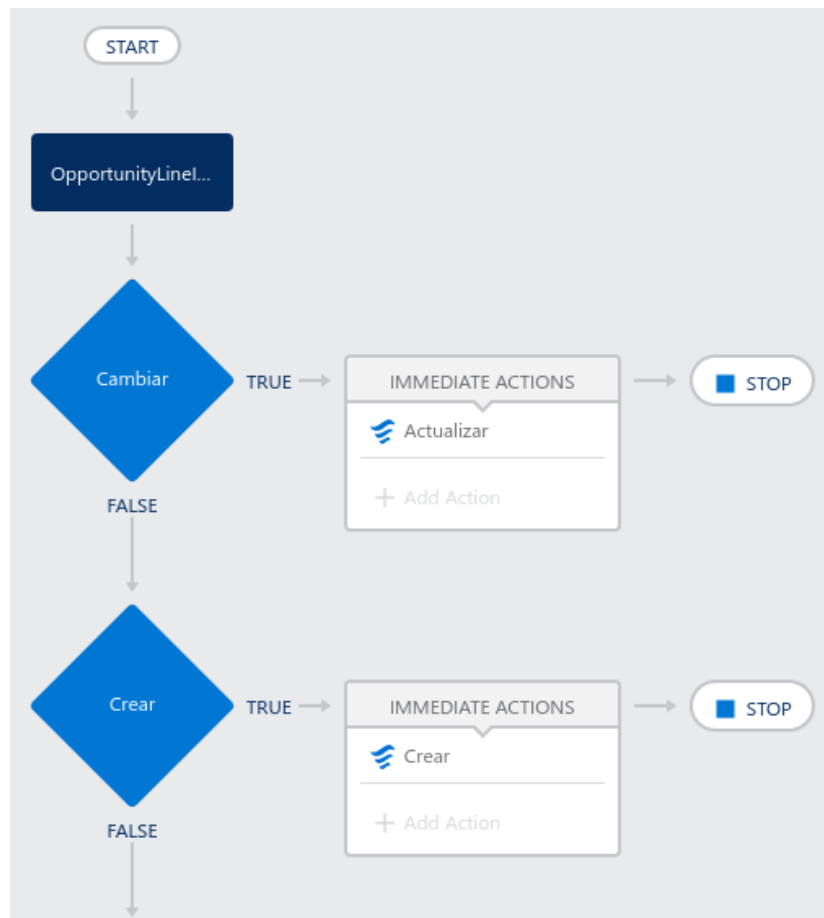 START
OpportunityLineI...
Cambiar
TRUE
IMMEDIATE ACTIONS
STOP
Actualizar
+ Add Action
FALSE
Crear
TRUE
IMMEDIATE ACTIONS
STOP
Crear
+ Add Action
FALSE